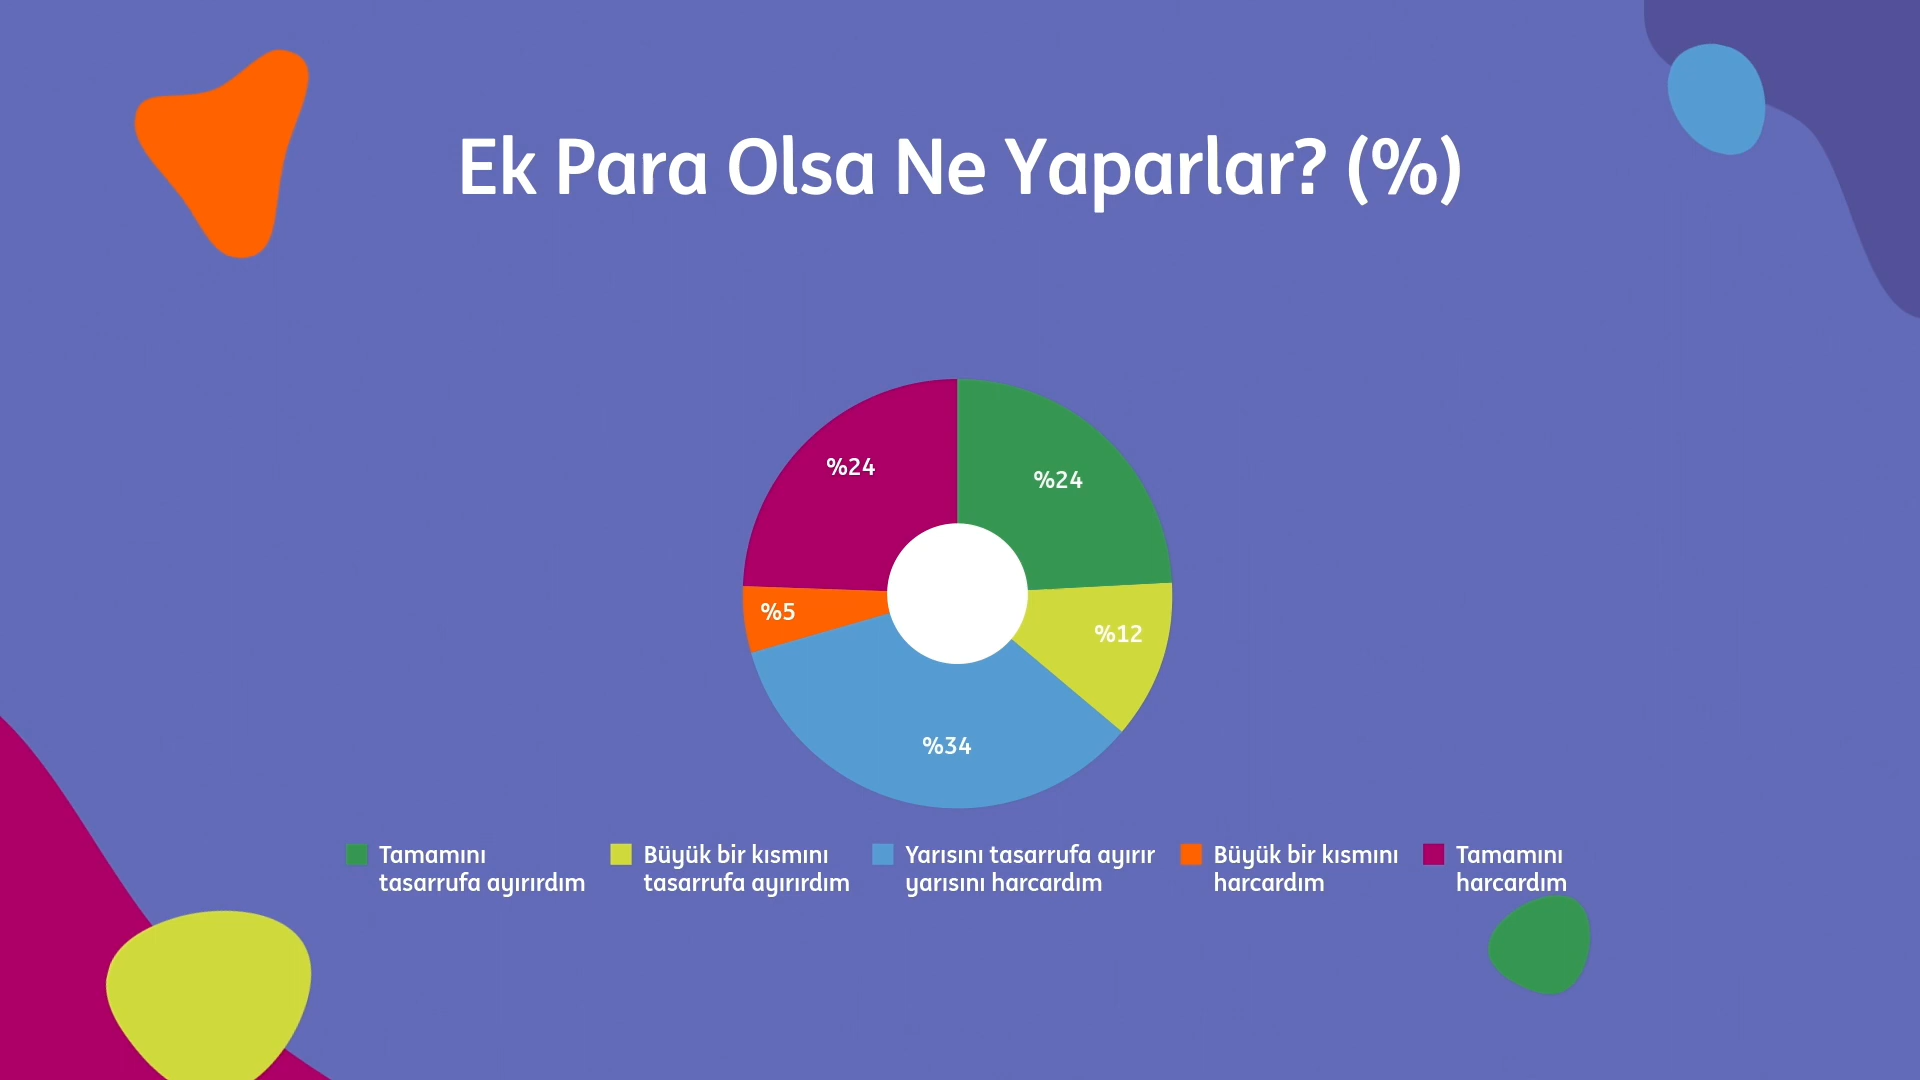 Ek Para Olsa Ne Yaparlar? (%)
%24
%24
%12
%5
%34
Tamamını
tasarrufa ayırırdım
Büyük bir kısmını
tasarrufa ayırırdım
Yarısını tasarrufa ayırır
yarısını harcardım
Büyük bir kısmını
harcardım
Tamamını
harcardım